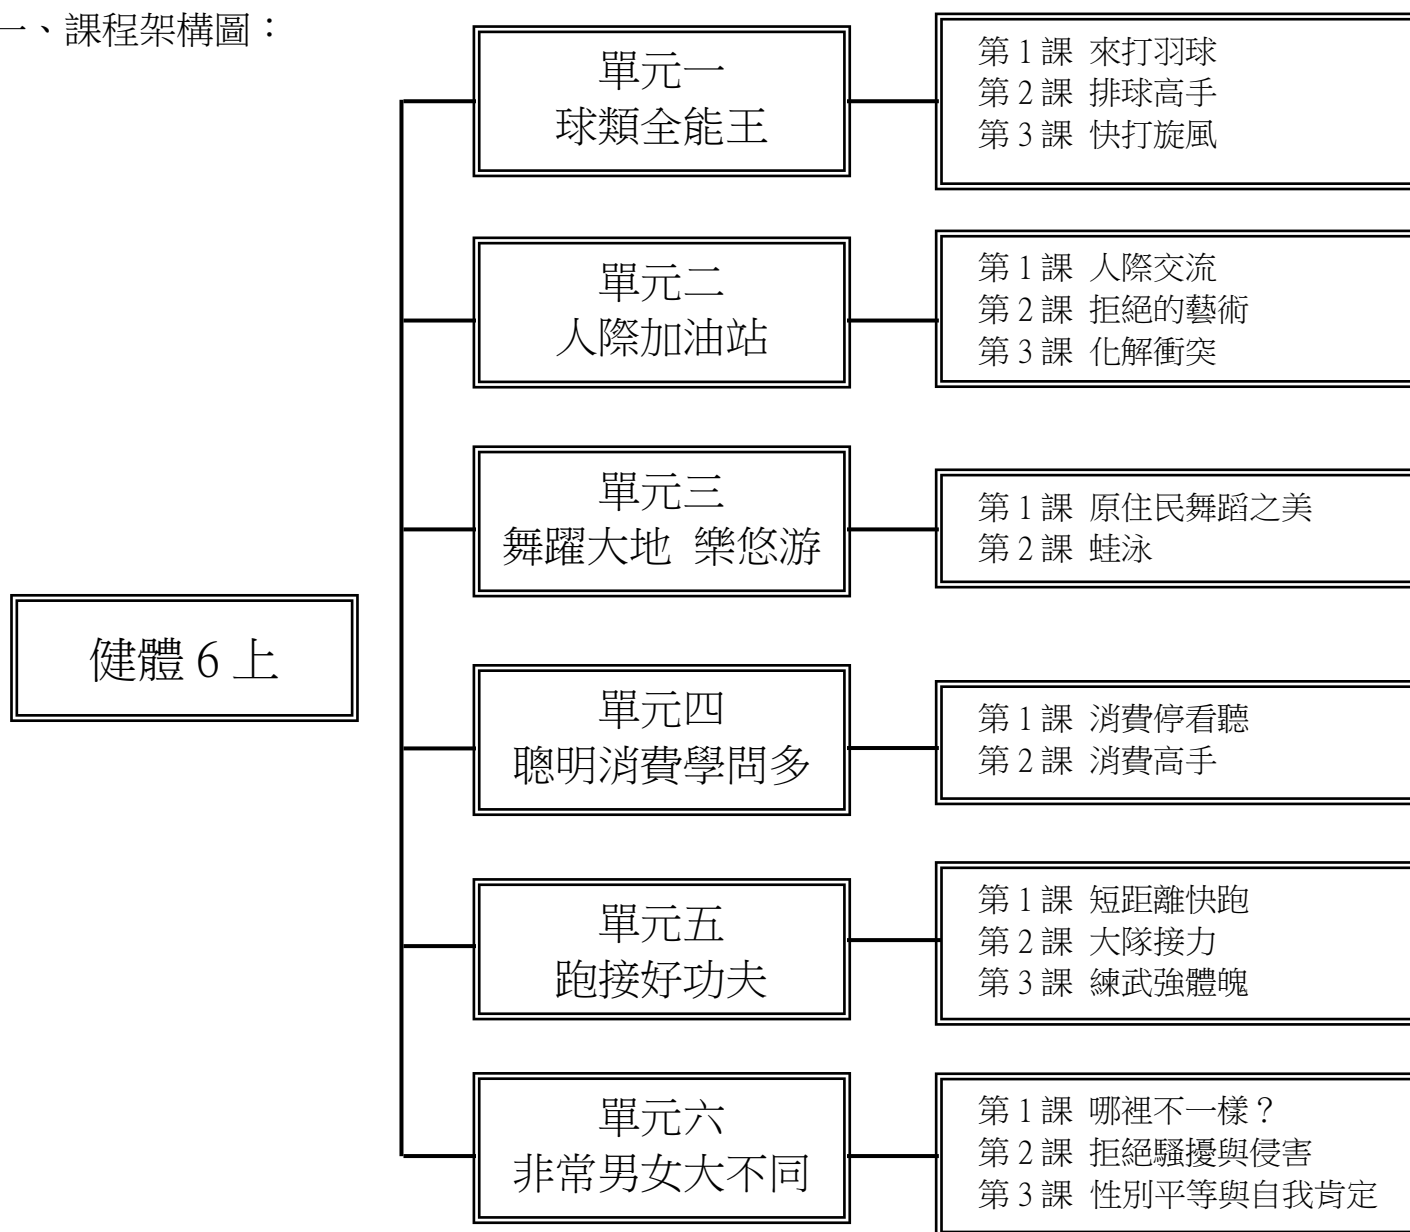 一、課程架構圖：
健體 6 上
單元一
球類全能王
第 1 課 來打羽球
第 2 課 排球高手
第 3 課 快打旋風
單元二
人際加油站
第 1 課 人際交流
第 2 課 拒絕的藝術
第 3 課 化解衝突
單元三
舞躍大地 樂悠游
第 1 課 原住民舞蹈之美
第 2 課 蛙泳
單元四
聰明消費學問多
第 1 課 消費停看聽
第 2 課 消費高手
單元五
跑接好功夫
第 1 課 短距離快跑
第 2 課 大隊接力
第 3 課 練武強體魄
單元六
非常男女大不同
第 1 課 哪裡不一樣？
第 2 課 拒絕騷擾與侵害
第 3 課 性別平等與自我肯定